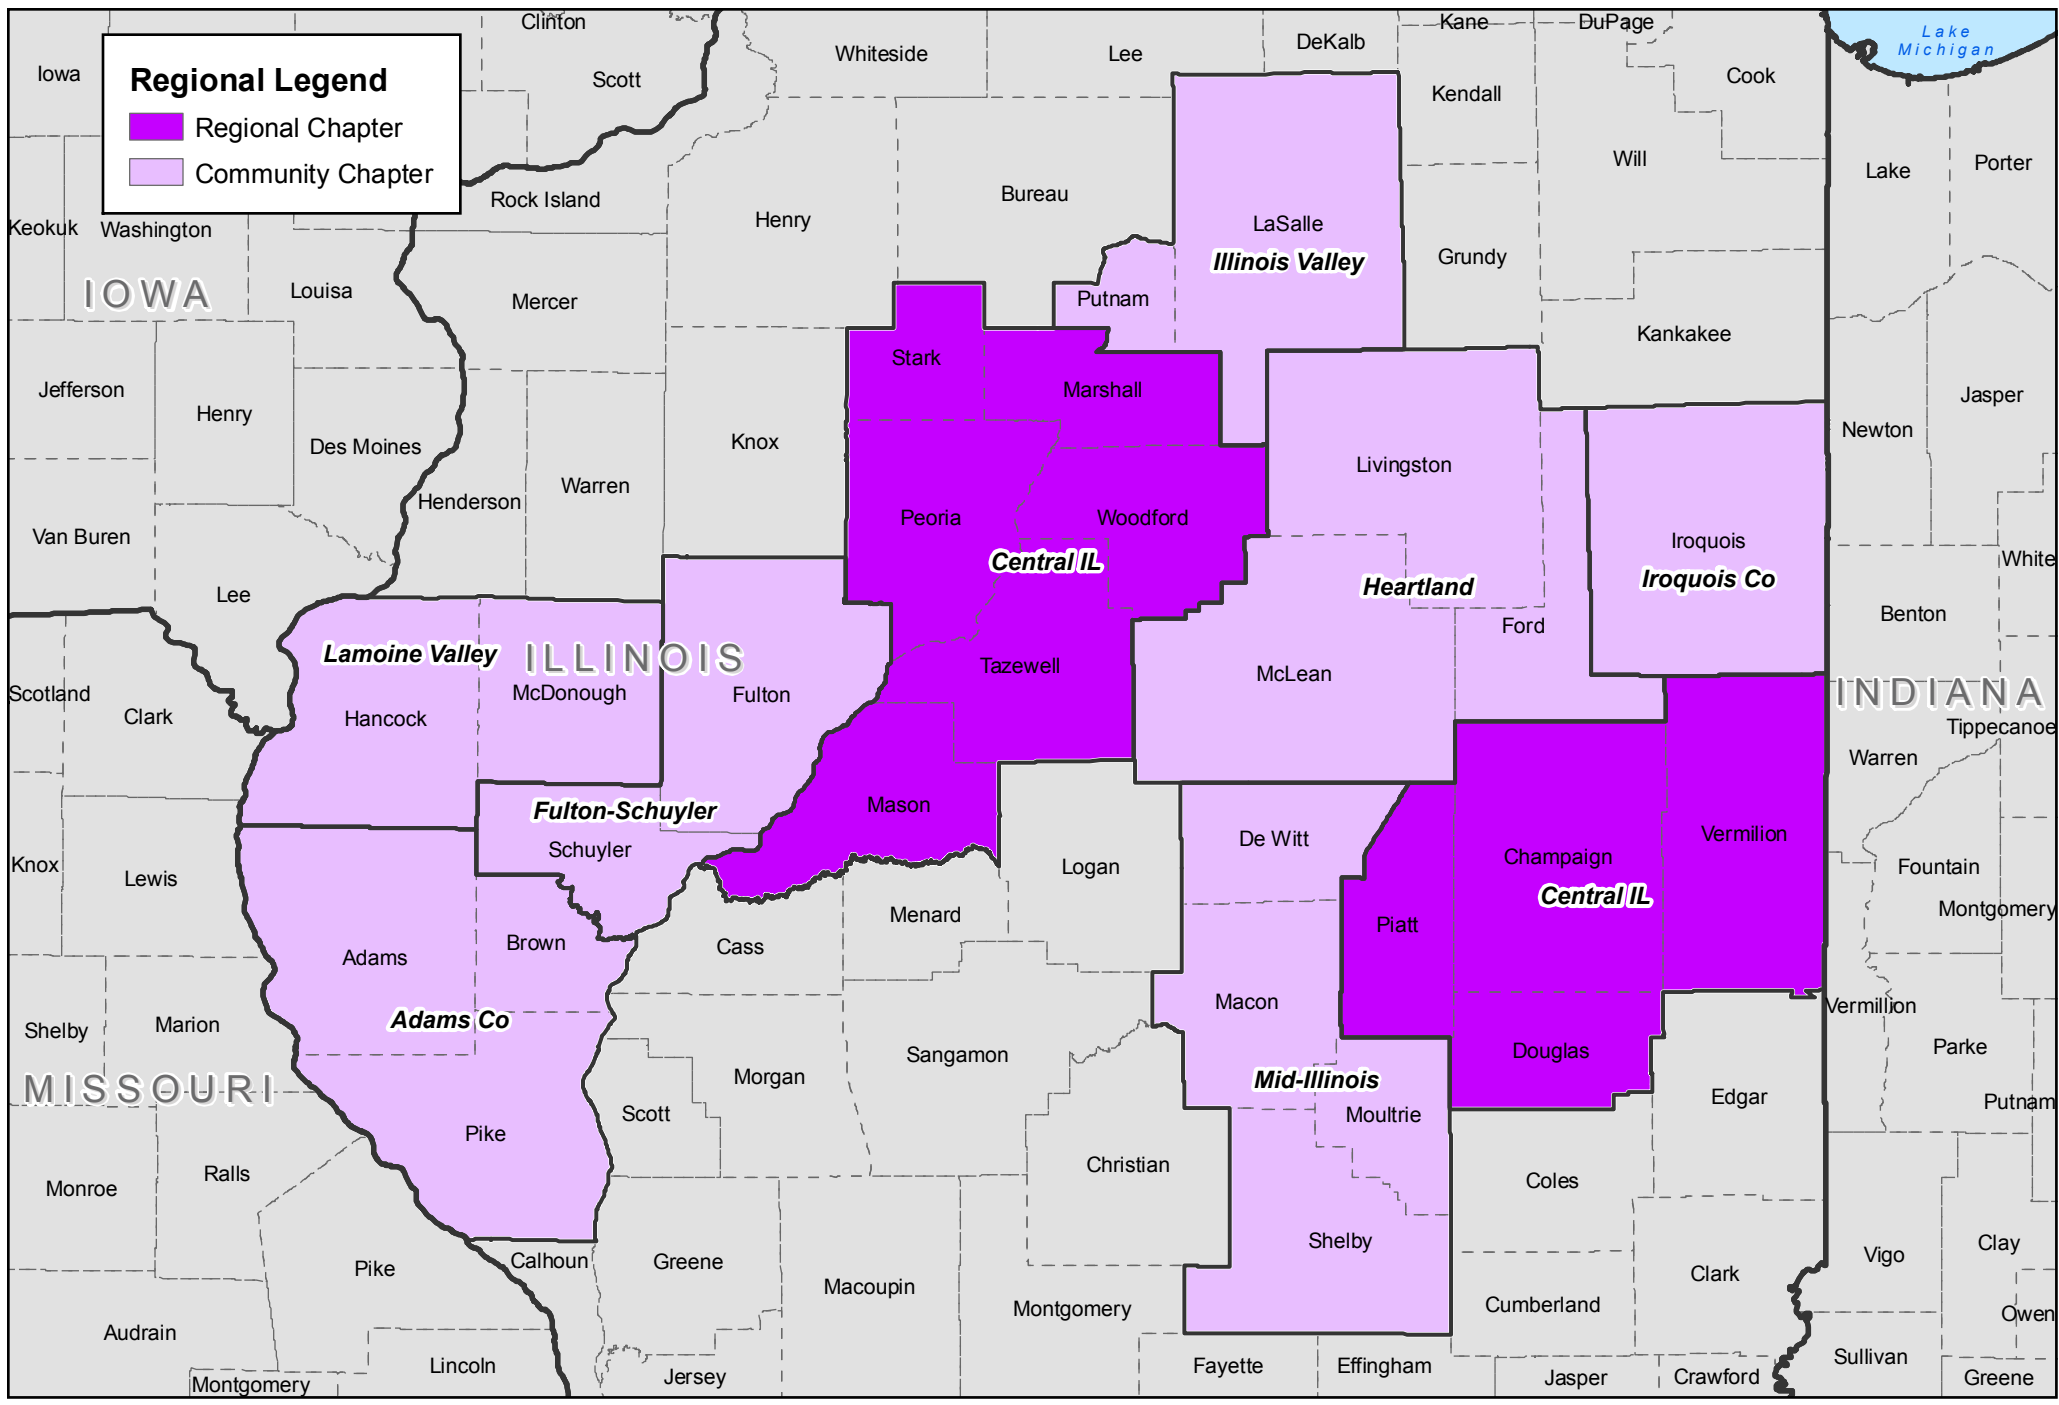 Clinton
Kane
DuPage
Lake
Michigan
Iowa
Scott
Whiteside
Lee
DeKalb
Kendall
Cook
Regional Legend
Regional Chapter
Community Chapter
Will
Lake
Porter
Rock Island
Henry
Bureau
LaSalle
Illinois Valley
Grundy
Keokuk
Washington
IOWA
Louisa
Mercer
Putnam
Kankakee
Stark
Marshall
Jefferson
Henry
Des Moines
Knox
Livingston
Newton
Jasper
Henderson
Warren
Peoria
Woodford
Van Buren
Central IL
Heartland
Iroquois
Iroquois Co
White
Lee
Benton
Ford
Lamoine Valley
ILLINOIS
Tazewell
McLean
Scotland
Clark
Hancock
McDonough
Fulton
INDIANA
Tippecanoe
Warren
Fulton-Schuyler
Mason
De Witt
Vermilion
Schuyler
Logan
Champaign
Central IL
Knox
Lewis
Fountain
Menard
Piatt
Montgomery
Adams
Brown
Cass
Adams Co
Macon
Vermillion
Shelby
Marion
Sangamon
Douglas
Parke
MISSOURI
Morgan
Mid-Illinois
Scott
Moultrie
Edgar
Putnam
Pike
Christian
Coles
Monroe
Ralls
Shelby
Pike
Calhoun
Greene
Macoupin
Montgomery
Clark
Vigo
Clay
Cumberland
Owen
Audrain
Lincoln
Fayette
Effingham
Sullivan
Montgomery
Jersey
Jasper
Crawford
Greene